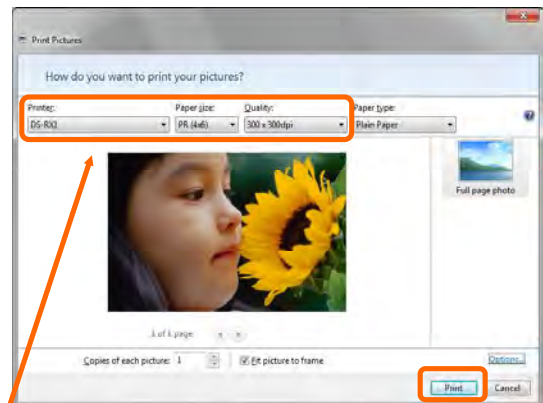 Print Pictures
How do you want to print your pictures?
Printer: Paper size: Quality: Paper type:
DS-RX1 PR (4x6) 300 x 300dpi Plain Paper
Full page photo
1 of 1 page
Copies of each picture: 1 Fit picture to frame Options...
Print Cancel